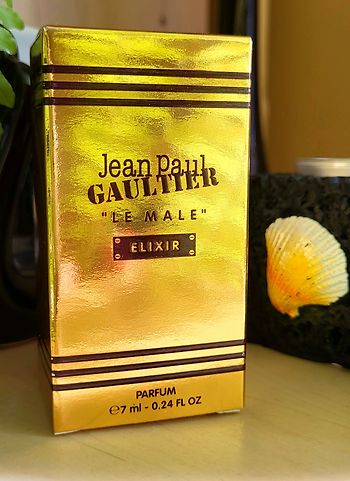 Jean Paul
GAULTIER
"LE MALE"
ELIXIR
PARFUM
℮7 ml - 0.24 FL OZ